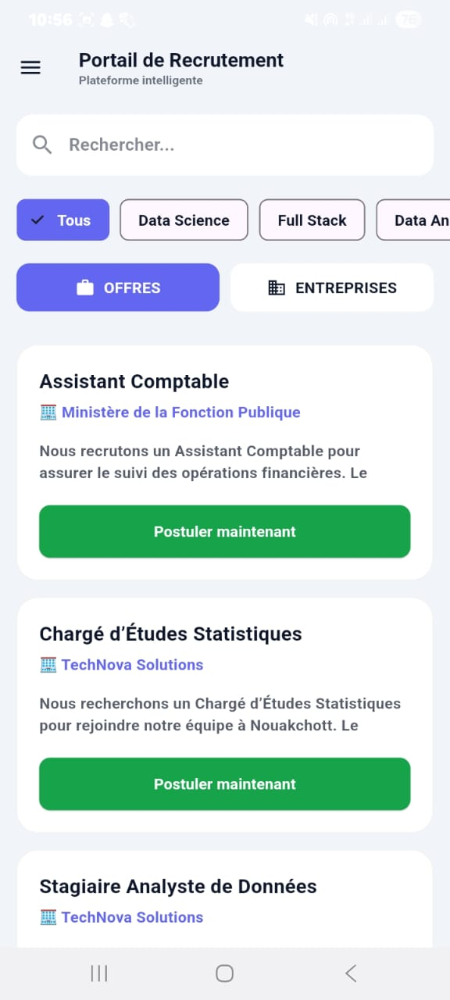 10:56
76
Portail de Recrutement
Plateforme intelligente
Rechercher...
Tous
Data Science
Full Stack
Data An
OFFRES
ENTREPRISES
Assistant Comptable
Ministère de la Fonction Publique
Nous recrutons un Assistant Comptable pour
assurer le suivi des opérations financières. Le
Postuler maintenant
Chargé d’Études Statistiques
TechNova Solutions
Nous recherchons un Chargé d’Études Statistiques
pour rejoindre notre équipe à Nouakchott. Le
Postuler maintenant
Stagiaire Analyste de Données
TechNova Solutions